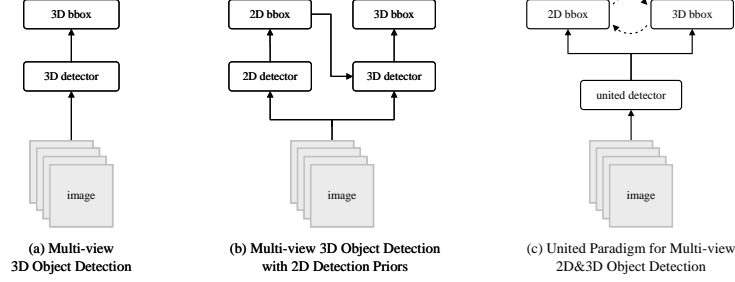 3D bbox
3D detector
image
(a) Multi-view
3D Object Detection
2D bbox
3D bbox
2D detector
3D detector
image
(b) Multi-view 3D Object Detection
with 2D Detection Priors
2D bbox
3D bbox
united detector
image
(c) United Paradigm for Multi-view
2D&3D Object Detection